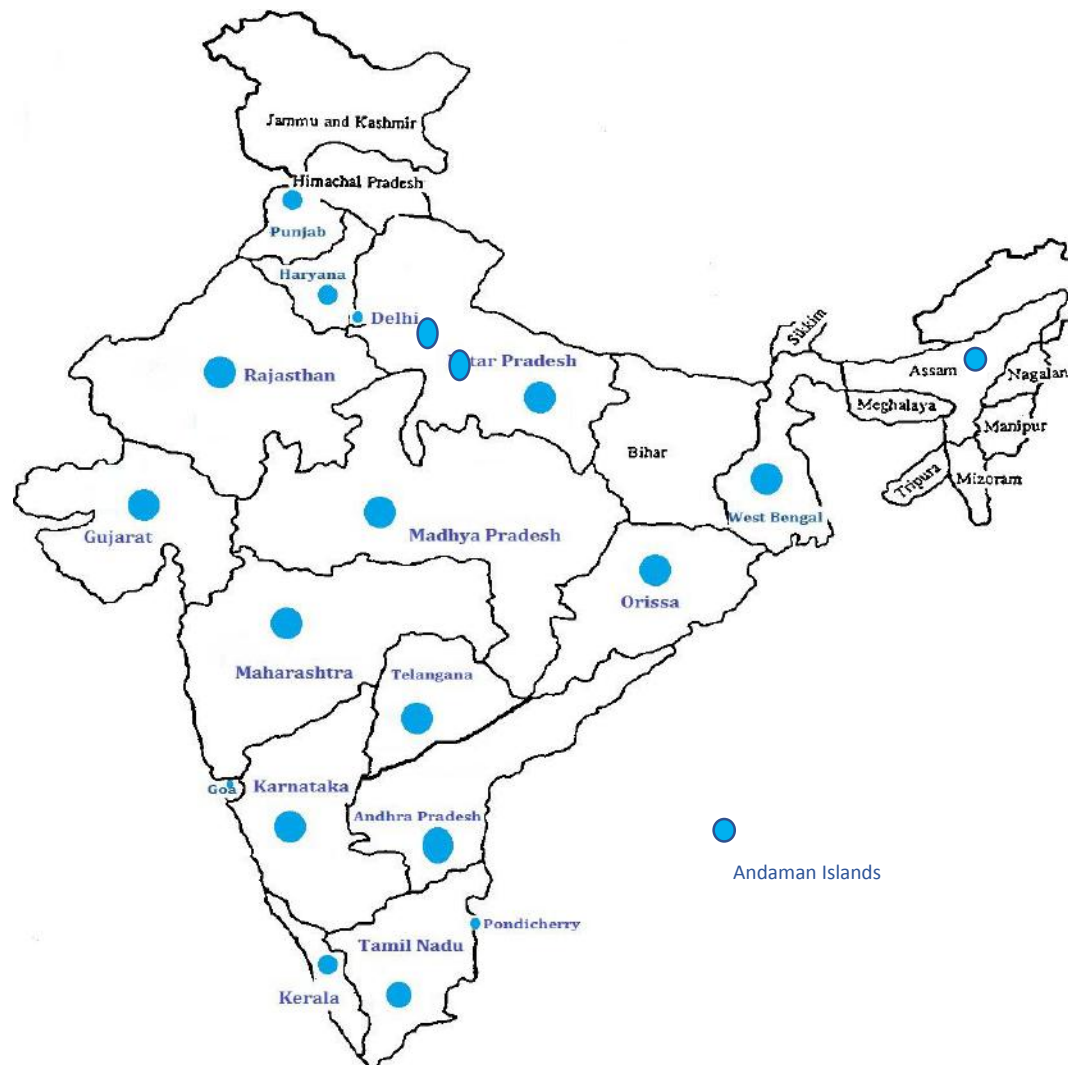 Jammu and Kashmir
Himachal Pradesh
Punjab
Haryana
Delhi
Sikkim
Rajasthan
tar Pradesh
Assam
Nagalan
Meghalaya
Manipur
Bihar
Tripura
Mizoram
West Bengal
Gujarat
Madhya Pradesh
Orissa
Maharashtra
Telangana
Goa
Karnataka
Andhra Pradesh
Andaman Islands
Pondicherry
Tamil Nadu
Kerala